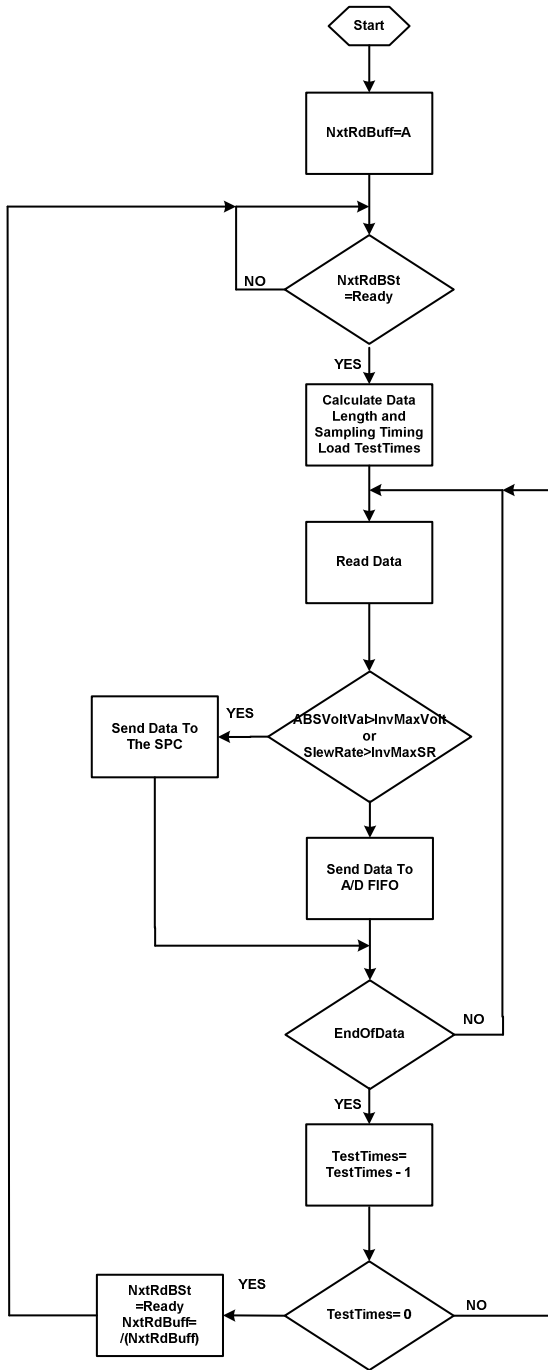 Start
NxtRdBuff=A
NO
NxtRdBSt
=Ready
YES
Calculate Data
Length and
Sampling Timing
Load TestTimes
Read Data
YES
ABSVoltVal>InvMaxVolt
or
SlewRate>InvMaxSR
Send Data To
The SPC
Send Data To
A/D FIFO
EndOfData
NO
YES
TestTimes=
TestTimes - 1
TestTimes= 0
YES
NO
NxtRdBSt
=Ready
NxtRdBuff=
/(NxtRdBuff)